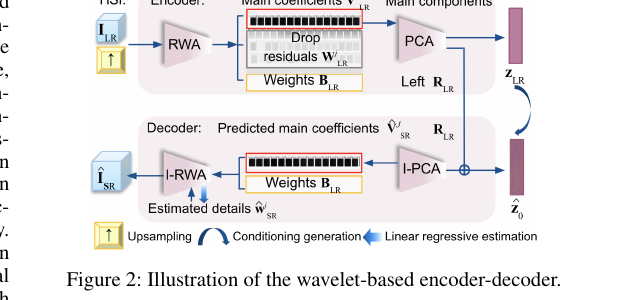 Encoder:
Main coefficients
Main components
I_LR
RWA
Drop
residuals W^j_LR
Weights B_LR
PCA
Left R_LR
z_LR
Decoder: Predicted main coefficients V̂^J_SR R_LR
Î_SR
I-RWA
Weights B_LR
I-PCA
Estimated details ŵ^j_SR
ẑ_0
Upsampling Conditioning generation Linear regressive estimation
Figure 2: Illustration of the wavelet-based encoder-decoder.